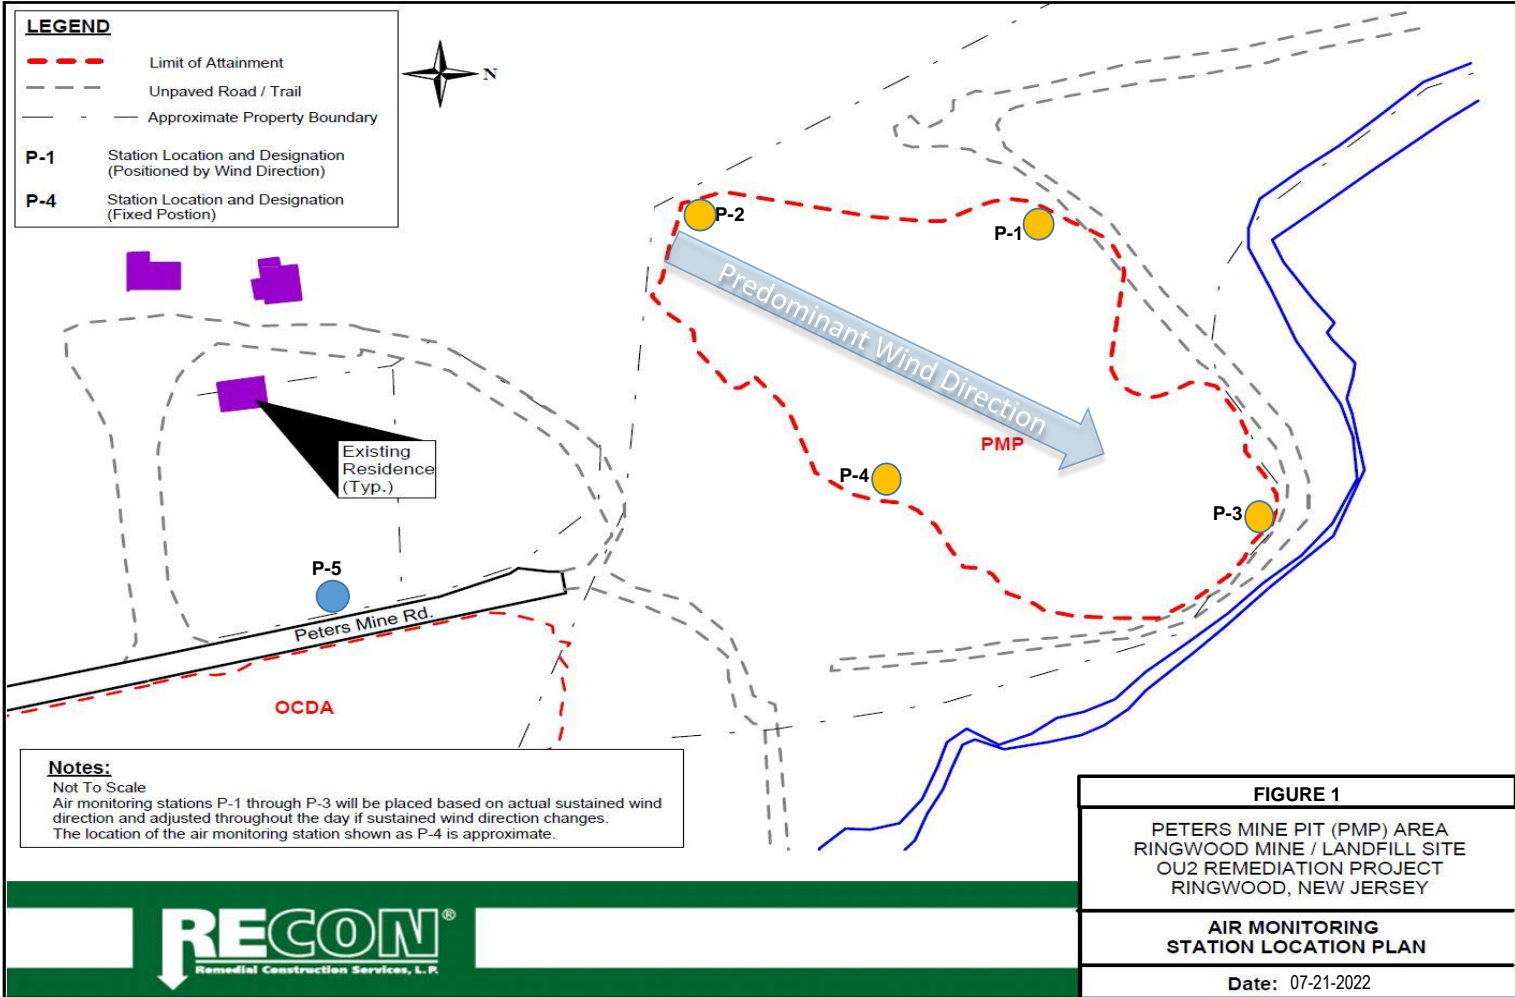 LEGEND
Limit of Attainment
Unpaved Road / Trail
Approximate Property Boundary
P-1 Station Location and Designation
(Positioned by Wind Direction)
P-4 Station Location and Designation
(Fixed Postion)
N
P-2
P-1
Predominant Wind Direction
PMP
P-4
P-3
Existing
Residence
(Typ.)
P-5
Peters Mine Rd.
OCDA
Notes:
Not To Scale
Air monitoring stations P-1 through P-3 will be placed based on actual sustained wind
direction and adjusted throughout the day if sustained wind direction changes.
The location of the air monitoring station shown as P-4 is approximate.
RECON®
Remedial Construction Services, L.P.
FIGURE 1
PETERS MINE PIT (PMP) AREA
RINGWOOD MINE / LANDFILL SITE
OU2 REMEDIATION PROJECT
RINGWOOD, NEW JERSEY
AIR MONITORING
STATION LOCATION PLAN
Date: 07-21-2022